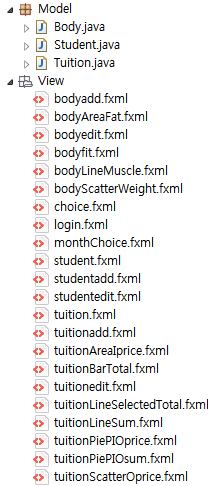 Model
Body.java
Student.java
Tuition.java
View
bodyadd.fxml
bodyAreaFat.fxml
bodyedit.fxml
bodyfit.fxml
bodyLineMuscle.fxml
bodyScatterWeight.fxml
choice.fxml
login.fxml
monthChoice.fxml
student.fxml
studentadd.fxml
studentedit.fxml
tuition.fxml
tuitionadd.fxml
tuitionAreaIprice.fxml
tuitionBarTotal.fxml
tuitionedit.fxml
tuitionLineSelectedTotal.fxml
tuitionLineSum.fxml
tuitionPiePIOprice.fxml
tuitionPiePIOsum.fxml
tuitionScatterOprice.fxml